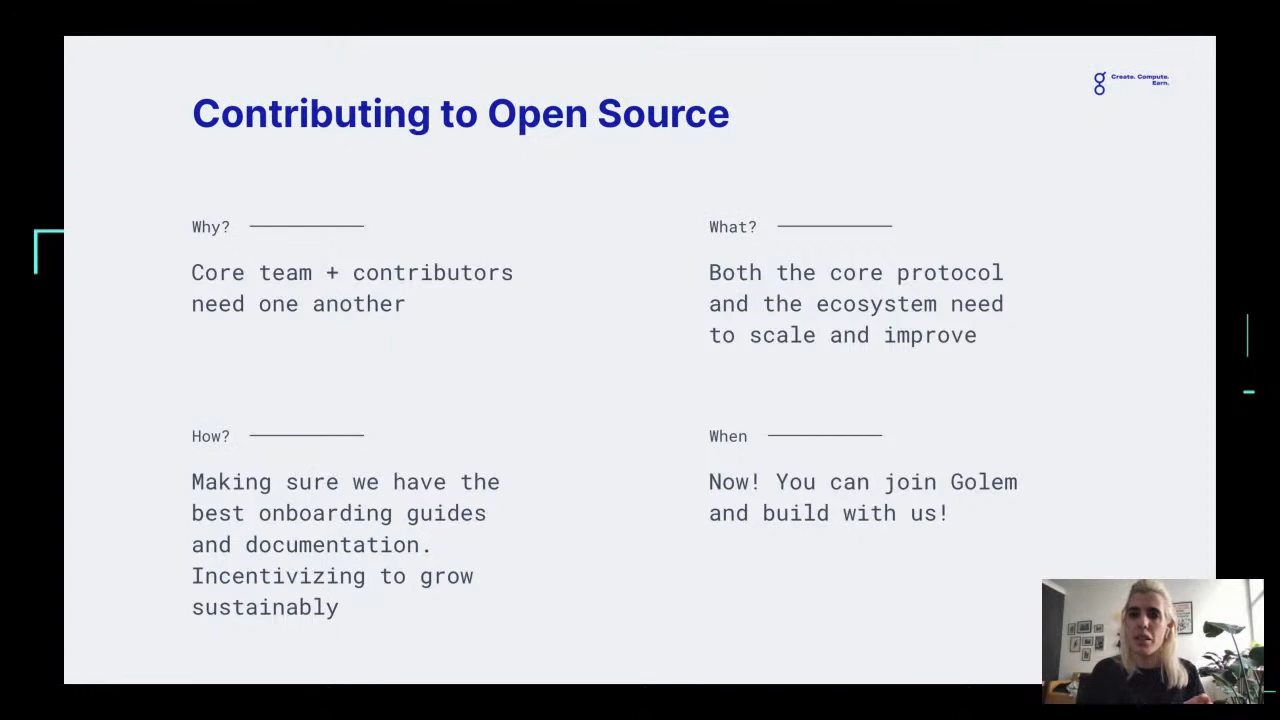 Create. Compute.
Earn.
Contributing to Open Source
Why?
Core team + contributors
need one another
What?
Both the core protocol
and the ecosystem need
to scale and improve
How?
Making sure we have the
best onboarding guides
and documentation.
Incentivizing to grow
sustainably
When
Now! You can join Golem
and build with us!